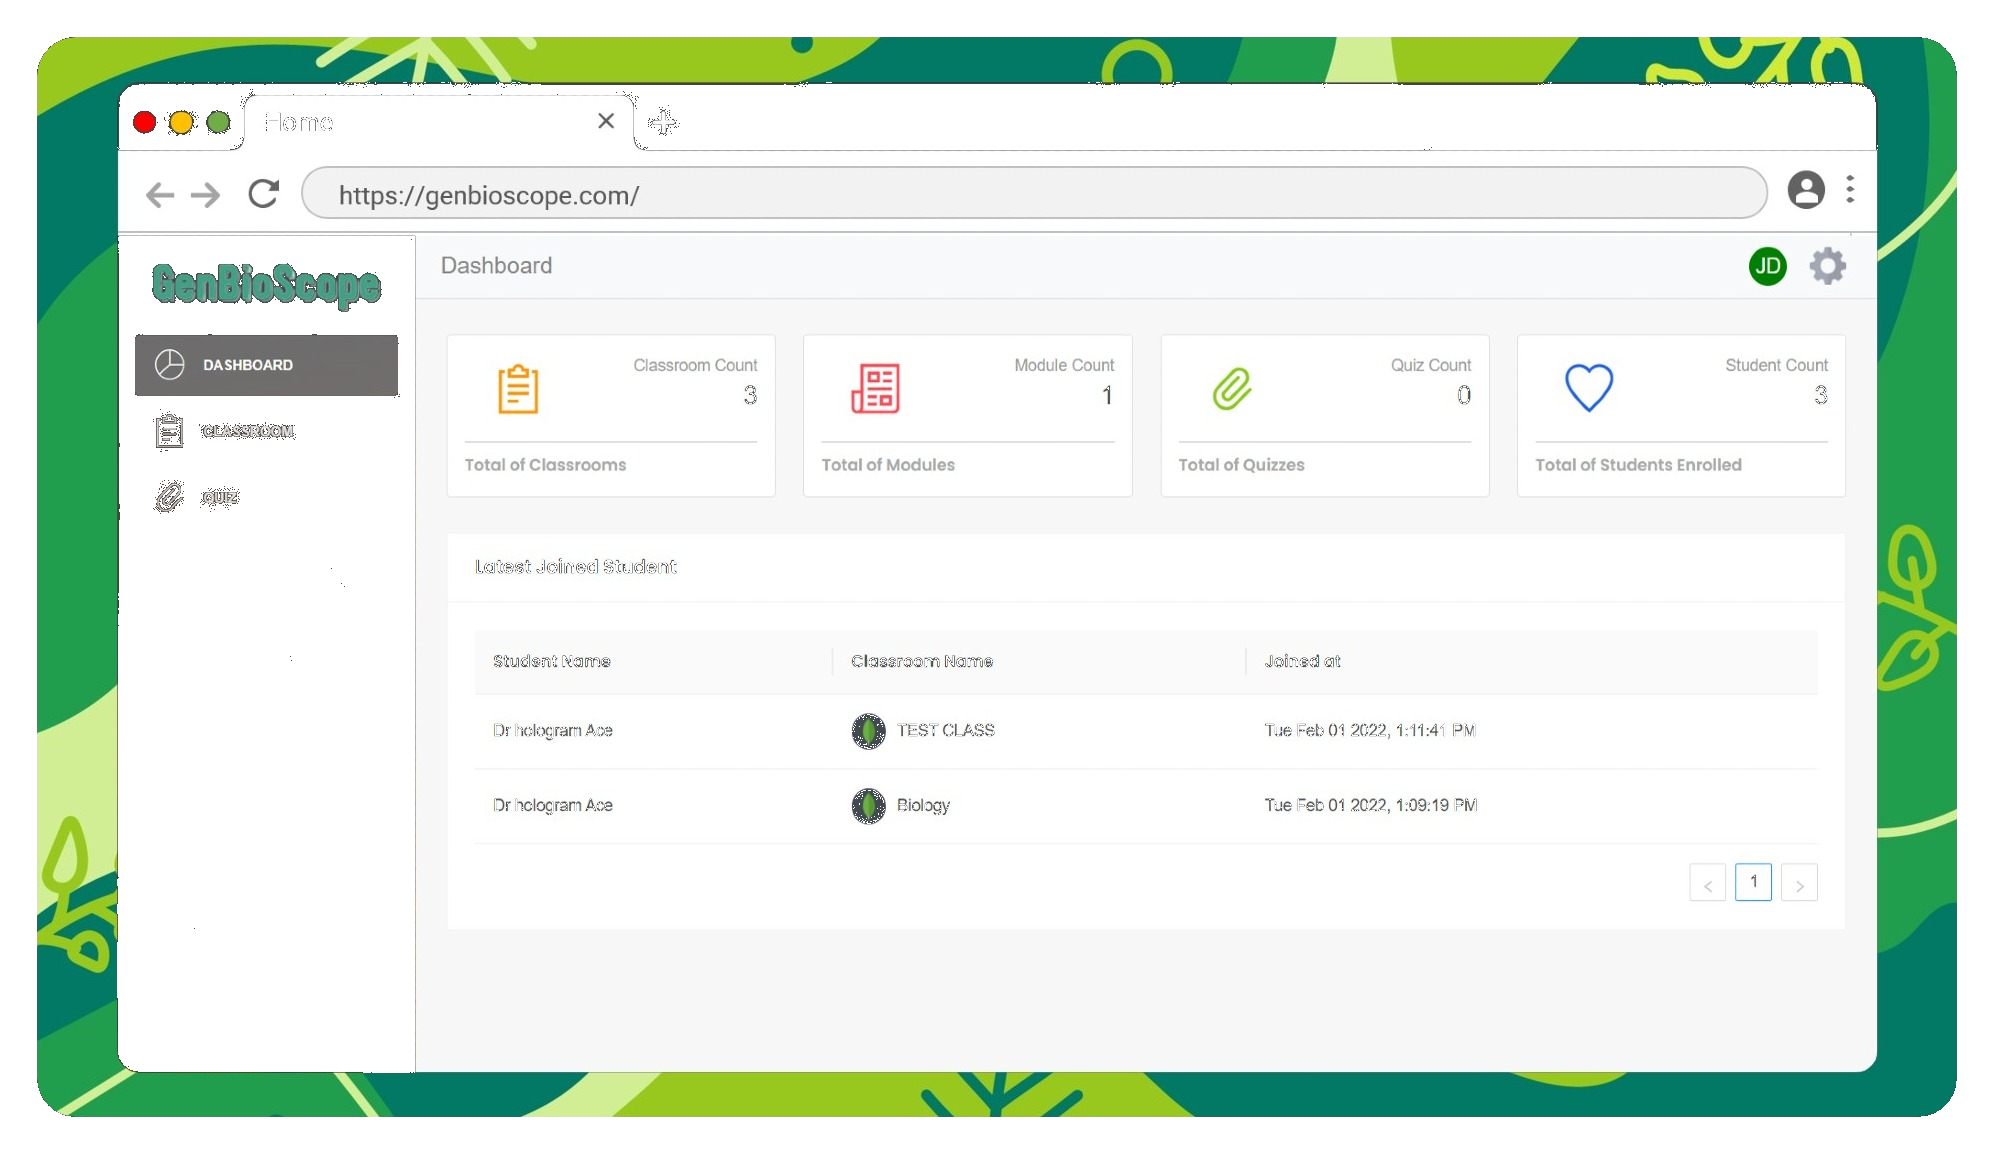 Home
https://genbioscope.com/
GenBioScope
DASHBOARD
CLASSROOM
QUIZ
Dashboard
JD
Classroom Count
3
Total of Classrooms
Module Count
1
Total of Modules
Quiz Count
0
Total of Quizzes
Student Count
3
Total of Students Enrolled
Latest Joined Student
Student Name Classroom Name Joined at
Dr hologram Ace TEST CLASS Tue Feb 01 2022, 1:11:41 PM
Dr hologram Ace Biology Tue Feb 01 2022, 1:09:19 PM
< 1 >